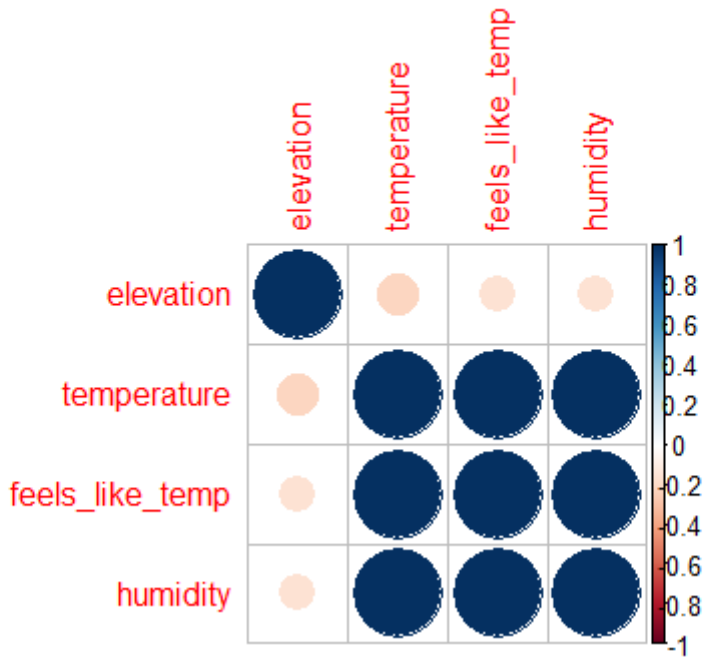 elevation
temperature
feels_like_temp
humidity
elevation
temperature
feels_like_temp
humidity
1
0.8
0.6
0.4
0.2
0
-0.2
-0.4
-0.6
-0.8
-1